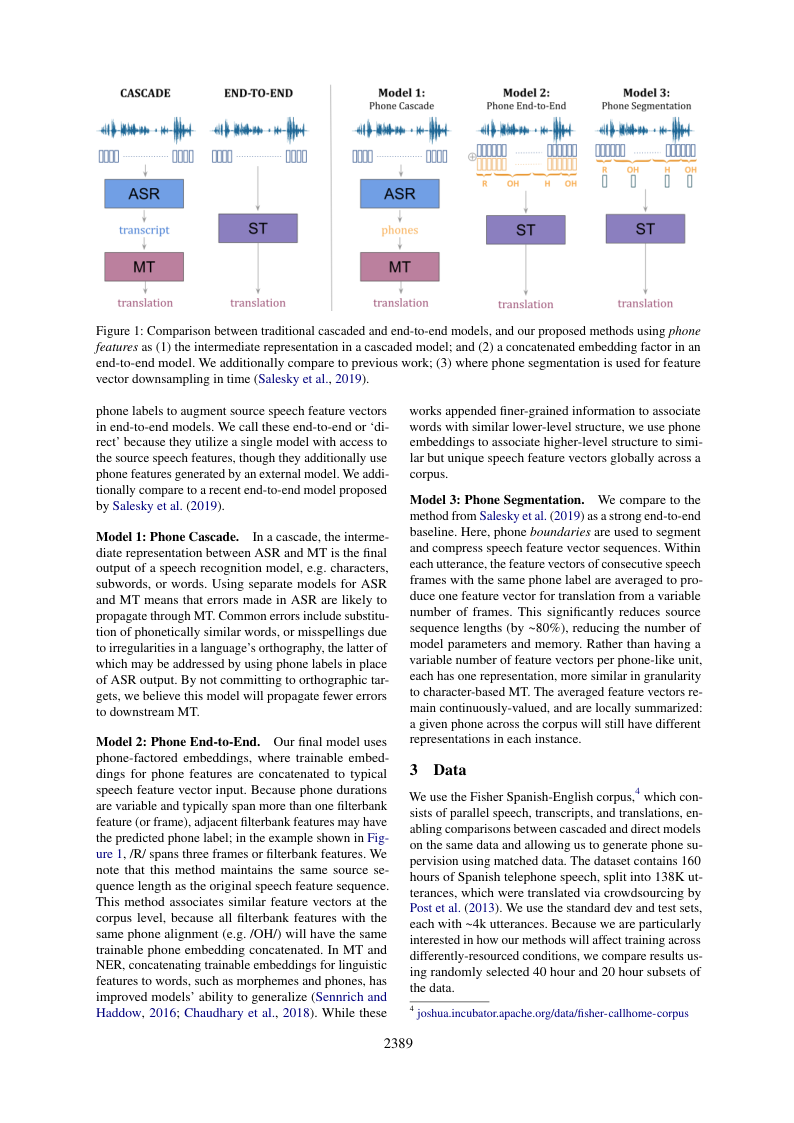 CASCADE
END-TO-END
Model 1:
Phone Cascade
Model 2:
Phone End-to-End
Model 3:
Phone Segmentation
ASR
transcript
MT
translation
ST
translation
ASR
phones
MT
translation
R OH H OH
ST
translation
R OH H OH
ST
translation
Figure 1: Comparison between traditional cascaded and end-to-end models, and our proposed methods using phone
features as (1) the intermediate representation in a cascaded model; and (2) a concatenated embedding factor in an
end-to-end model. We additionally compare to previous work; (3) where phone segmentation is used for feature
vector downsampling in time (Salesky et al., 2019).
phone labels to augment source speech feature vectors
in end-to-end models. We call these end-to-end or ‘di-
rect’ because they utilize a single model with access to
the source speech features, though they additionally use
phone features generated by an external model. We addi-
tionally compare to a recent end-to-end model proposed
by Salesky et al. (2019).
Model 1: Phone Cascade. In a cascade, the interme-
diate representation between ASR and MT is the final
output of a speech recognition model, e.g. characters,
subwords, or words. Using separate models for ASR
and MT means that errors made in ASR are likely to
propagate through MT. Common errors include substitu-
tion of phonetically similar words, or misspellings due
to irregularities in a language’s orthography, the latter of
which may be addressed by using phone labels in place
of ASR output. By not committing to orthographic tar-
gets, we believe this model will propagate fewer errors
to downstream MT.
Model 2: Phone End-to-End. Our final model uses
phone-factored embeddings, where trainable embed-
dings for phone features are concatenated to typical
speech feature vector input. Because phone durations
are variable and typically span more than one filterbank
feature (or frame), adjacent filterbank features may have
the predicted phone label; in the example shown in Fig-
ure 1, /R/ spans three frames or filterbank features. We
note that this method maintains the same source se-
quence length as the original speech feature sequence.
This method associates similar feature vectors at the
corpus level, because all filterbank features with the
same phone alignment (e.g. /OH/) will have the same
trainable phone embedding concatenated. In MT and
NER, concatenating trainable embeddings for linguistic
features to words, such as morphemes and phones, has
improved models’ ability to generalize (Sennrich and
Haddow, 2016; Chaudhary et al., 2018). While these
works appended finer-grained information to associate
words with similar lower-level structure, we use phone
embeddings to associate higher-level structure to simi-
lar but unique speech feature vectors globally across a
corpus.
Model 3: Phone Segmentation. We compare to the
method from Salesky et al. (2019) as a strong end-to-end
baseline. Here, phone boundaries are used to segment
and compress speech feature vector sequences. Within
each utterance, the feature vectors of consecutive speech
frames with the same phone label are averaged to pro-
duce one feature vector for translation from a variable
number of frames. This significantly reduces source
sequence lengths (by ~80%), reducing the number of
model parameters and memory. Rather than having a
variable number of feature vectors per phone-like unit,
each has one representation, more similar in granularity
to character-based MT. The averaged feature vectors re-
main continuously-valued, and are locally summarized:
a given phone across the corpus will still have different
representations in each instance.
3 Data
We use the Fisher Spanish-English corpus,4 which con-
sists of parallel speech, transcripts, and translations, en-
abling comparisons between cascaded and direct models
on the same data and allowing us to generate phone su-
pervision using matched data. The dataset contains 160
hours of Spanish telephone speech, split into 138K ut-
terances, which were translated via crowdsourcing by
Post et al. (2013). We use the standard dev and test sets,
each with ~4k utterances. Because we are particularly
interested in how our methods will affect training across
differently-resourced conditions, we compare results us-
ing randomly selected 40 hour and 20 hour subsets of
the data.
4 joshua.incubator.apache.org/data/fisher-callhome-corpus
2389